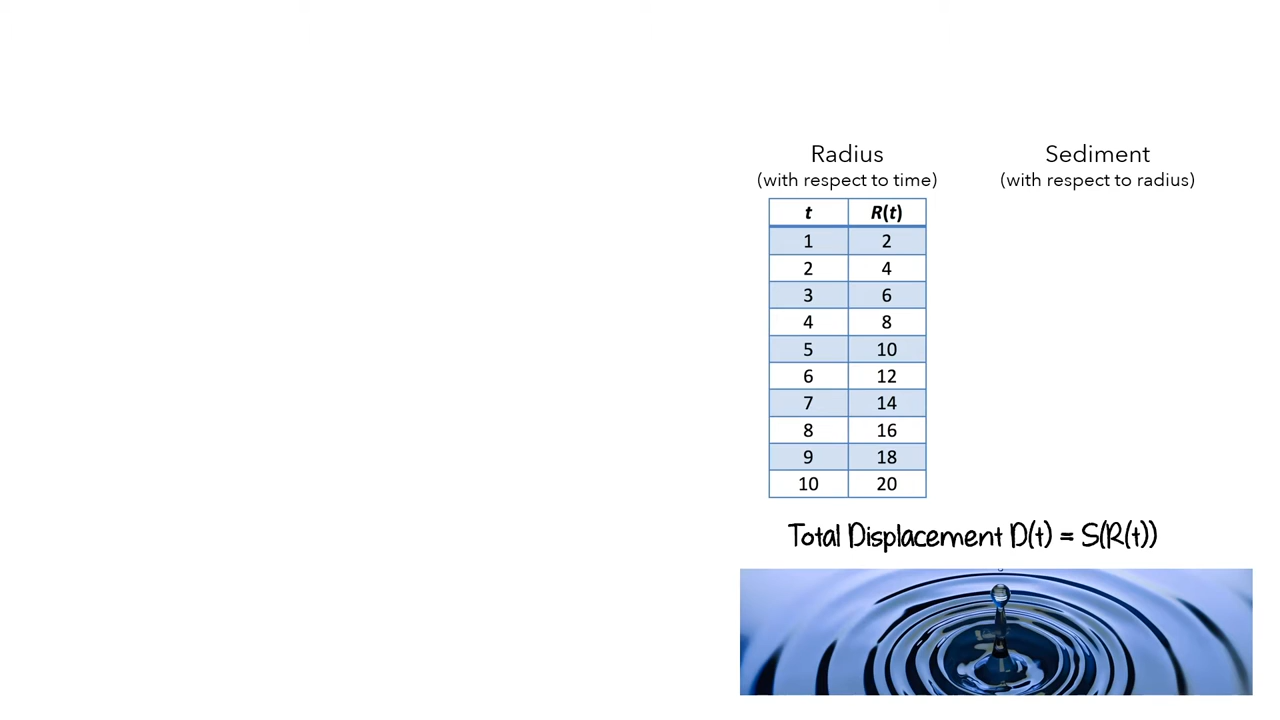 Radius
(with respect to time)
Sediment
(with respect to radius)
t R(t)
1 2
2 4
3 6
4 8
5 10
6 12
7 14
8 16
9 18
10 20
Total Displacement D(t) = S(R(t))